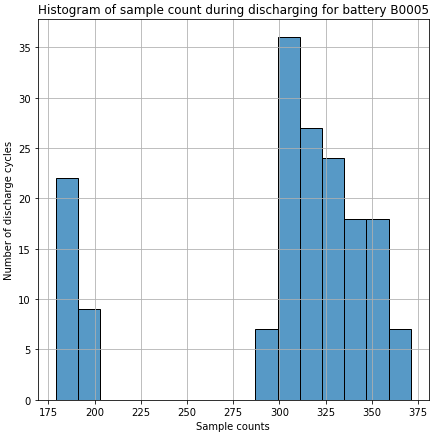 Histogram of sample count during discharging for battery B0005
Number of discharge cycles
35
30
25
20
15
10
5
0
175 200 225 250 275 300 325 350 375
Sample counts